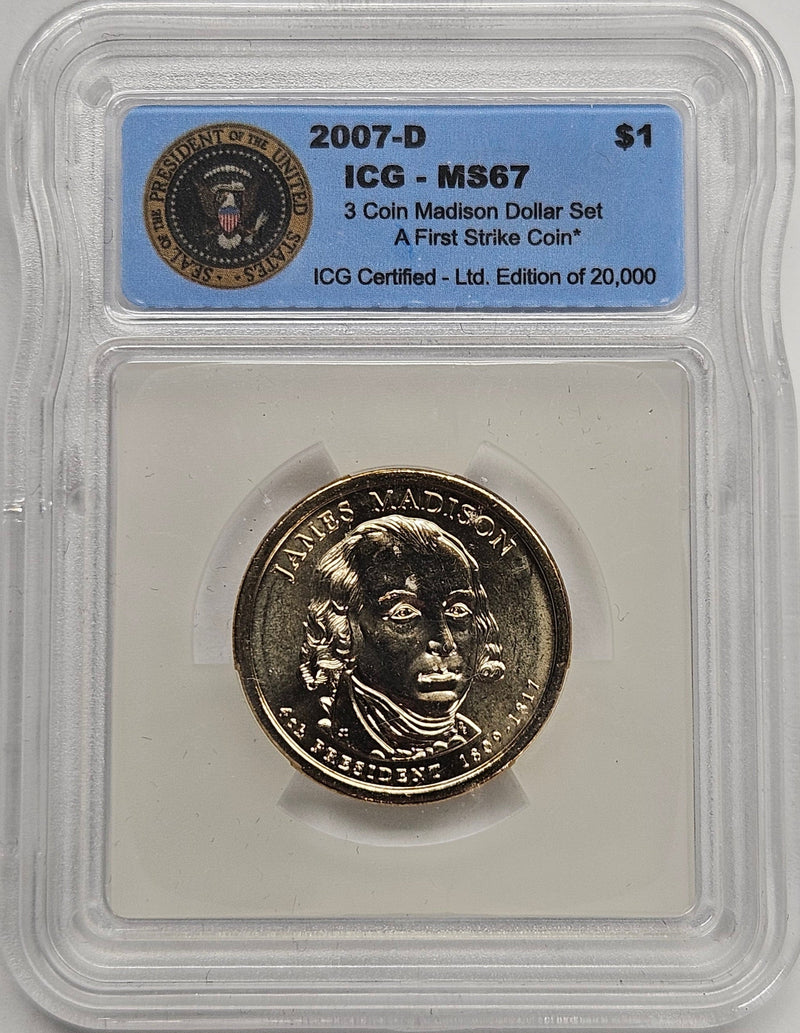 SEAL OF THE PRESIDENT OF THE UNITED STATES
2007-D $1
ICG - MS67
3 Coin Madison Dollar Set
A First Strike Coin*
ICG Certified - Ltd. Edition of 20,000
JAMES MADISON
4th PRESIDENT 1809-1817